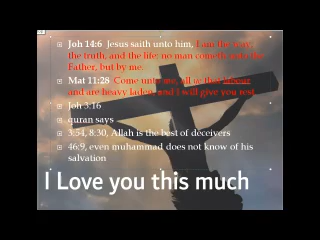 Joh 14:6 Jesus saith unto him, I am the way,
the truth, and the life: no man cometh unto the
Father, but by me.
Mat 11:28 Come unto me, all ye that labour
and are heavy laden, and I will give you rest.
Joh 3:16
quran says
3:54, 8:30, Allah is the best of deceivers
46:9, even muhammad does not know of his
salvation
I Love you this much